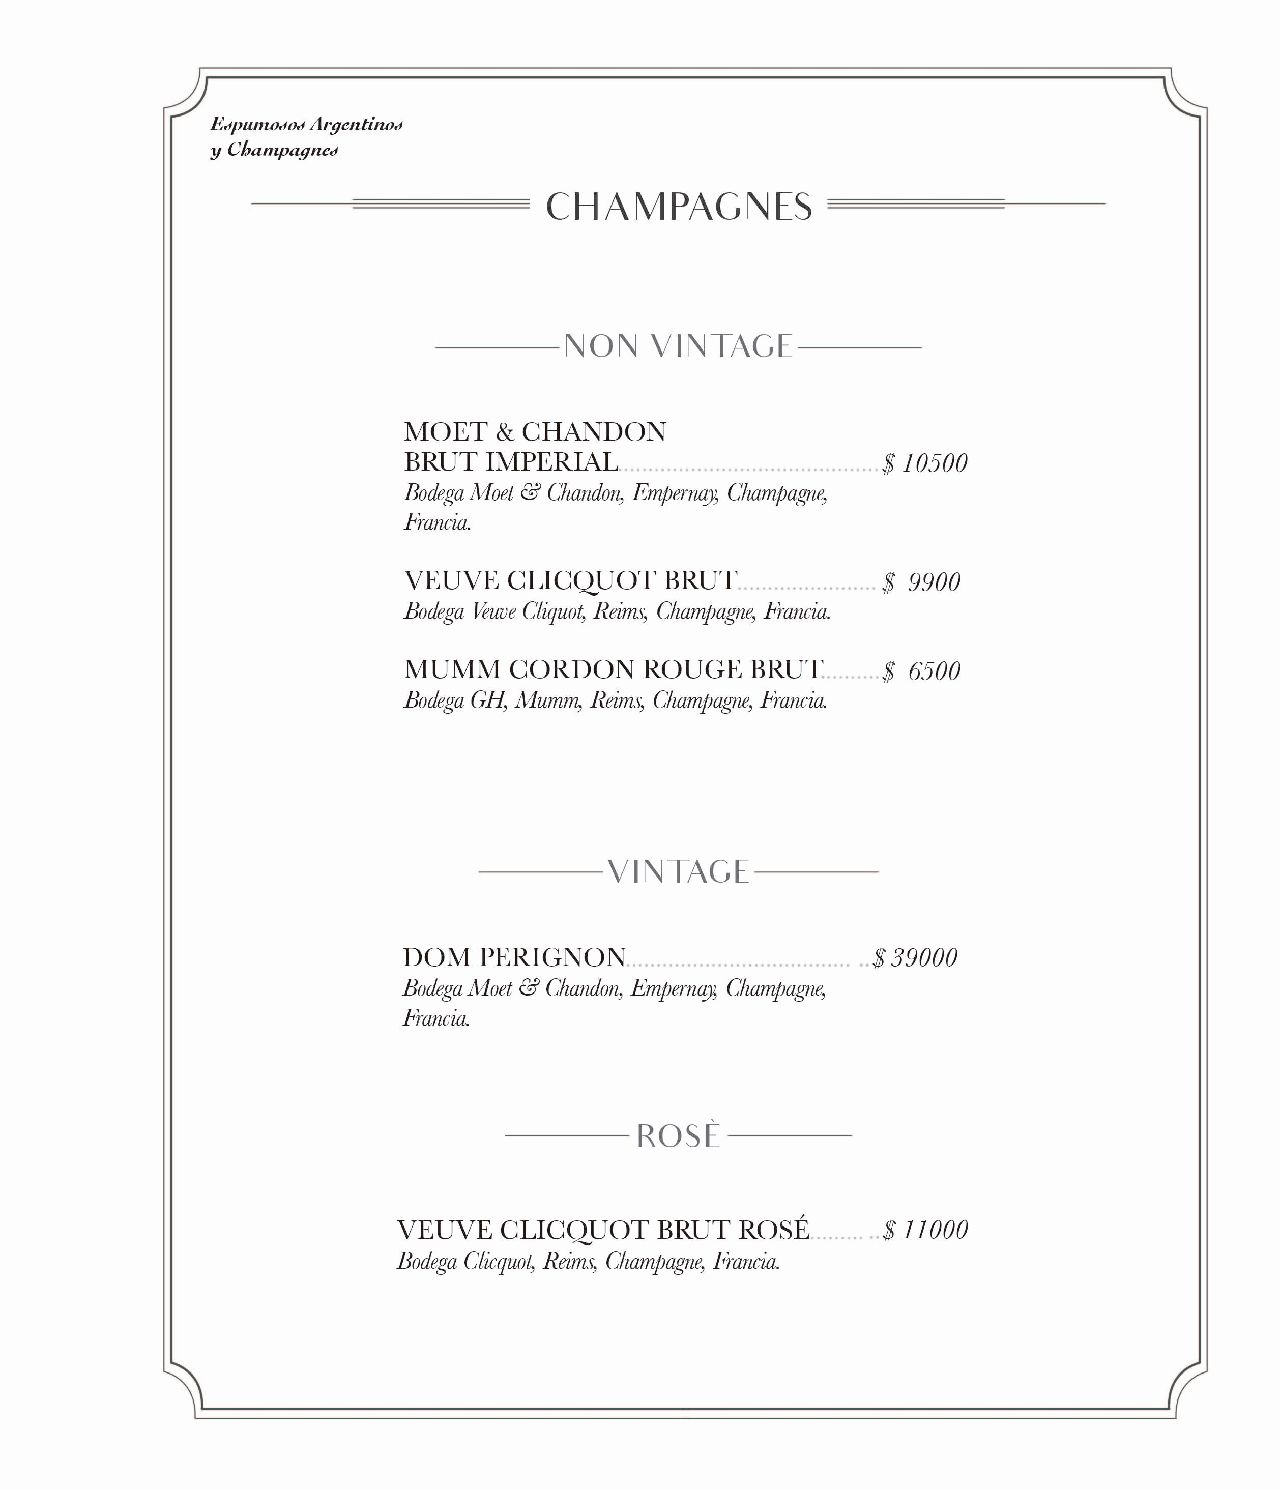 Espumosos Argentinos
y Champagnes
CHAMPAGNES
NON VINTAGE
MOET & CHANDON
BRUT IMPERIAL.......................................... $ 10500
Bodega Moet & Chandon, Empernay, Champagne,
Francia.
VEUVE CLICQUOT BRUT...................... $ 9900
Bodega Veuve Cliquot, Reims, Champagne, Francia.
MUMM CORDON ROUGE BRUT......... $ 6500
Bodega GH, Mumm, Reims, Champagne, Francia.
VINTAGE
DOM PERIGNON.................................... ..$ 39000
Bodega Moet & Chandon, Empernay, Champagne,
Francia.
ROSÈ
VEUVE CLICQUOT BRUT ROSÉ......... ..$ 11000
Bodega Clicquot, Reims, Champagne, Francia.